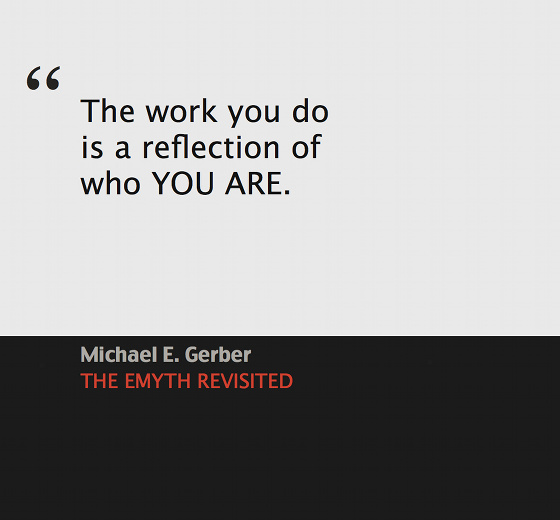 “
The work you do
is a reflection of
who YOU ARE.
Michael E. Gerber
THE EMYTH REVISITED